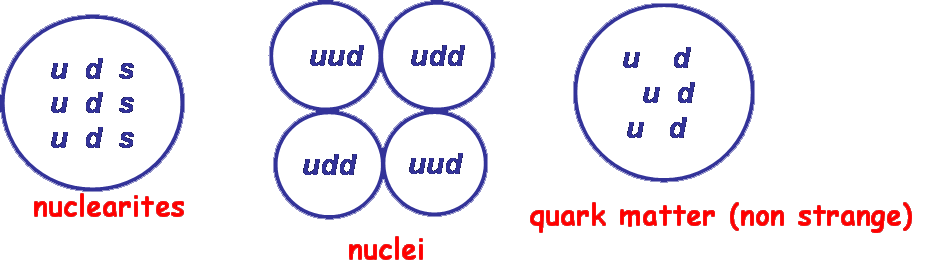 u d s
u d s
u d s
nuclearites
uud udd
udd uud
nuclei
u d
u d
u d
quark matter (non strange)